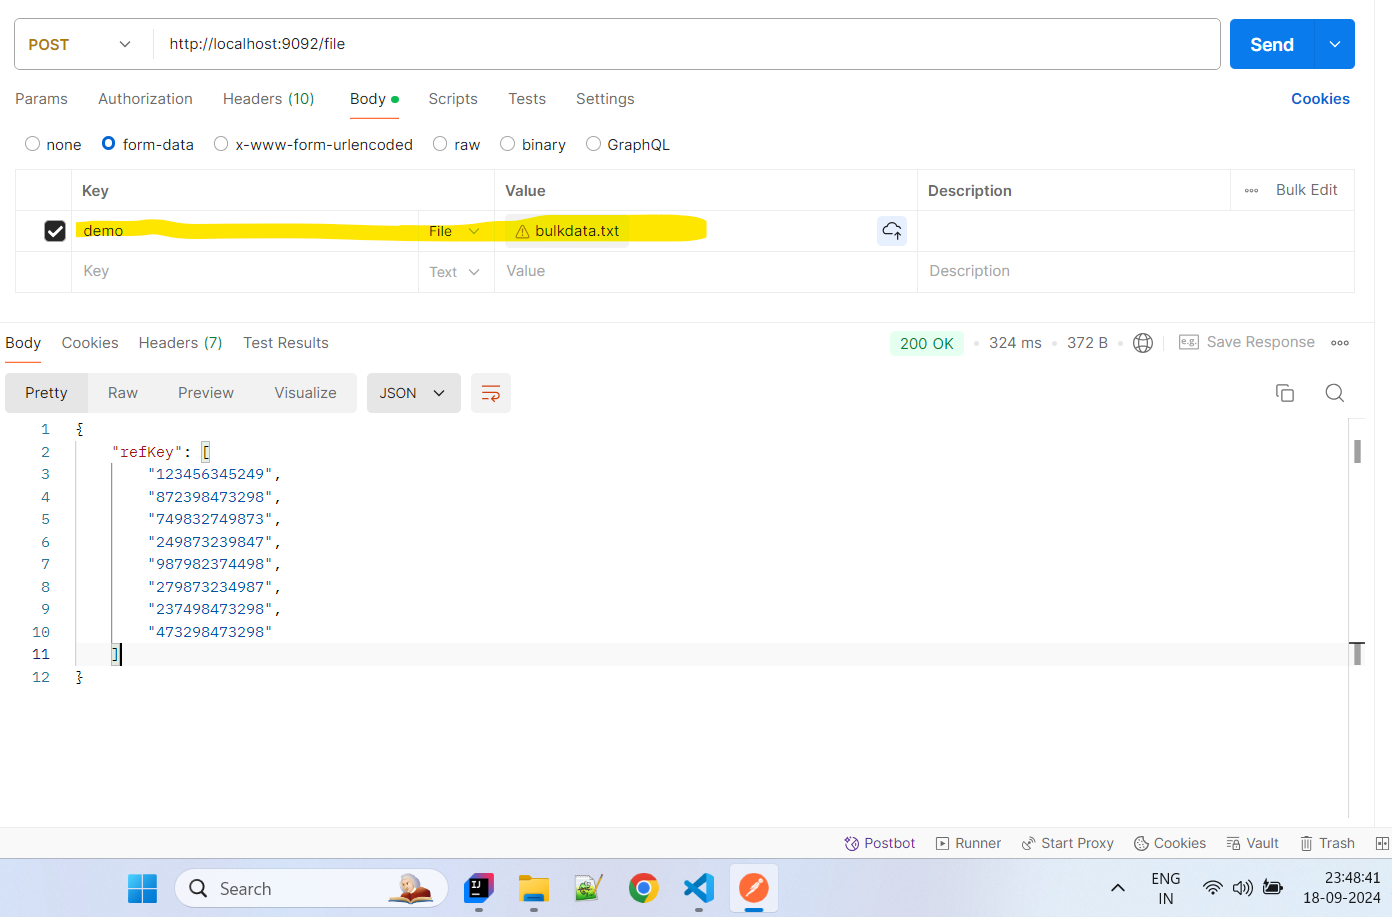 POST http://localhost:9092/file Send
Params Authorization Headers (10) Body Scripts Tests Settings Cookies
none form-data x-www-form-urlencoded raw binary GraphQL
Key Value Description Bulk Edit
demo File bulkdata.txt
Key Text Value Description
Body Cookies Headers (7) Test Results 200 OK 324 ms 372 B e.g. Save Response
Pretty Raw Preview Visualize JSON
1 {
2 "refKey": [
3 "123456345249",
4 "872398473298",
5 "749832749873",
6 "249873239847",
7 "987982374498",
8 "279873234987",
9 "237498473298",
10 "473298473298"
11 ]
12 }
Postbot Runner Start Proxy Cookies Vault Trash
Search IJ ENG 23:48:41
IN 18-09-2024